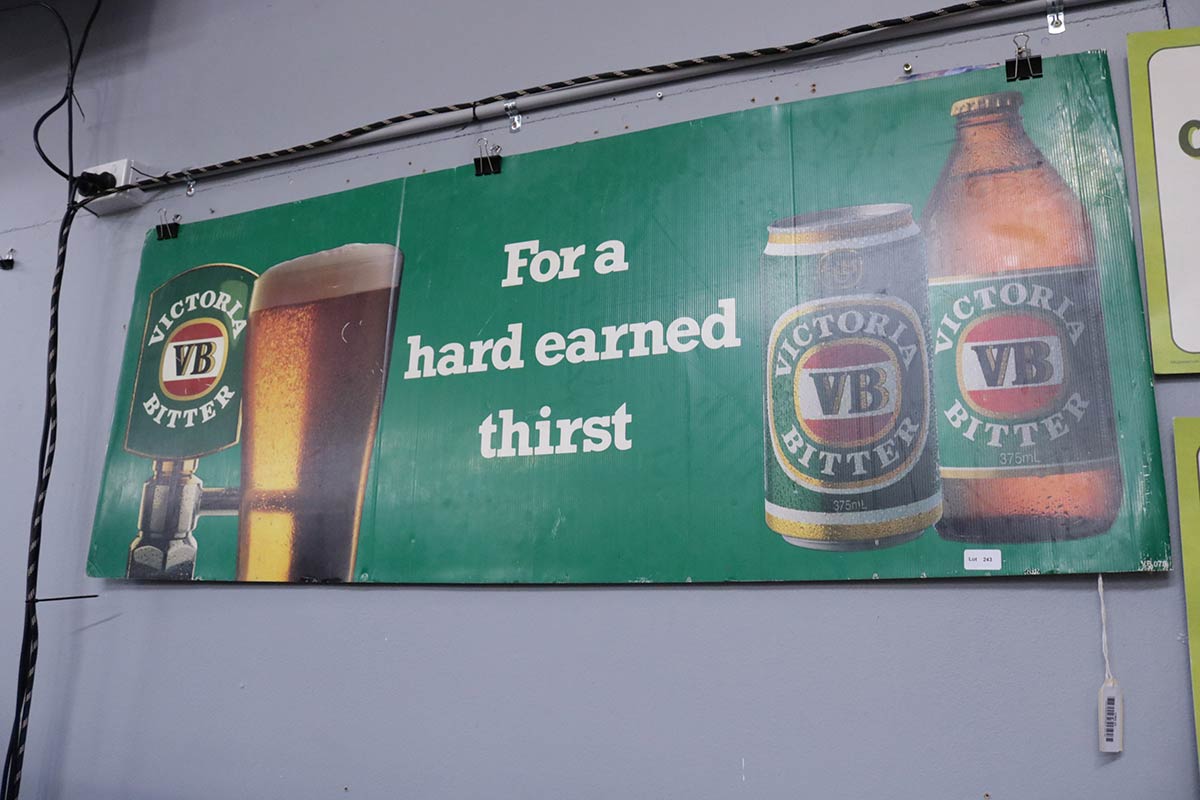 VICTORIA
VB
BITTER
For a
hard earned
thirst
VICTORIA
VB
BITTER
375mL
VICTORIA
VB
BITTER
375mL
Lot 243